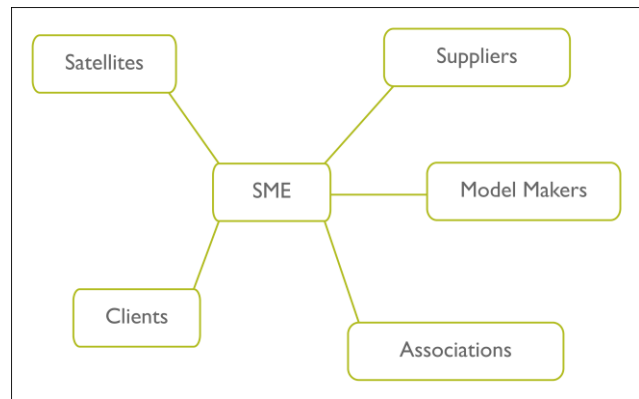 Satellites
Suppliers
SME
Model Makers
Clients
Associations